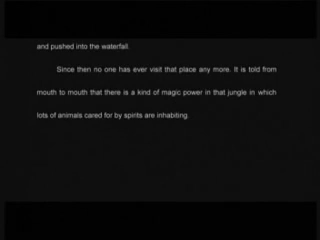 and pushed into the waterfall.
Since then no one has ever visit that place any more. It is told from
mouth to mouth that there is a kind of magic power in that jungle in which
lots of animals cared for by spirits are inhabiting.